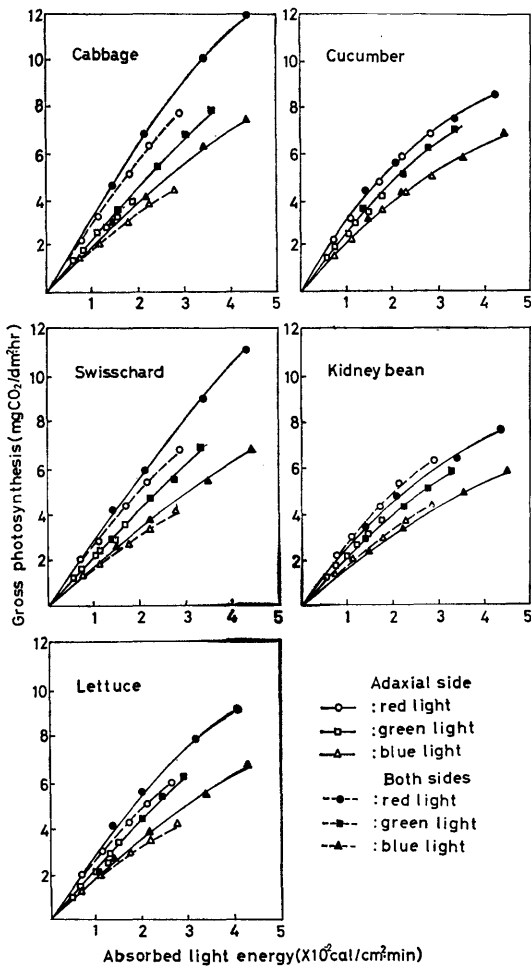 12
10
8
6
4
2
Cabbage
1 2 3 4 5
12
10
8
6
4
2
Cucumber
1 2 3 4 5
12
10
8
6
4
2
Swisschard
1 2 3 4 5
12
10
8
6
4
2
Kidney bean
1 2 3 4 5
Gross photosynthesis (mgCO₂/dm²hr)
12
10
8
6
4
2
Lettuce
1 2 3 4 5
Adaxial side
: red light
: green light
: blue light
Both sides
: red light
: green light
: blue light
Absorbed light energy(X10⁻²cal/cm²min)